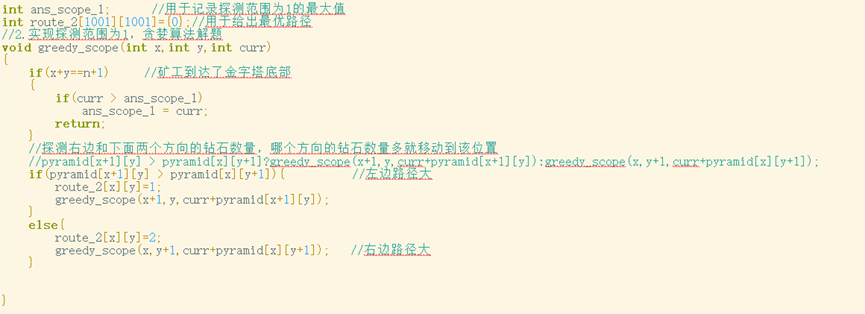 int ans_scope_1;      //用于记录探测范围为1的最大值
int route_2[1001][1001]={0};//用于给出最优路径
//2.实现探测范围为1，贪婪算法解题
void greedy_scope(int x,int y,int curr)
{
    if(x+y==n+1)     //矿工到达了金字塔底部
    {
        if(curr > ans_scope_1)
            ans_scope_1 = curr;
        return;
    }
    //探测右边和下面两个方向的钻石数量，哪个方向的钻石数量多就移动到该位置
    //pyramid[x+1][y] > pyramid[x][y+1]?greedy_scope(x+1,y,curr+pyramid[x+1][y]):greedy_scope(x,y+1,curr+pyramid[x][y+1]);
    if(pyramid[x+1][y] > pyramid[x][y+1]){          //左边路径大
        route_2[x][y]=1;
        greedy_scope(x+1,y,curr+pyramid[x+1][y]);
    }
    else{
        route_2[x][y]=2;
        greedy_scope(x,y+1,curr+pyramid[x][y+1]);   //右边路径大
    }
}